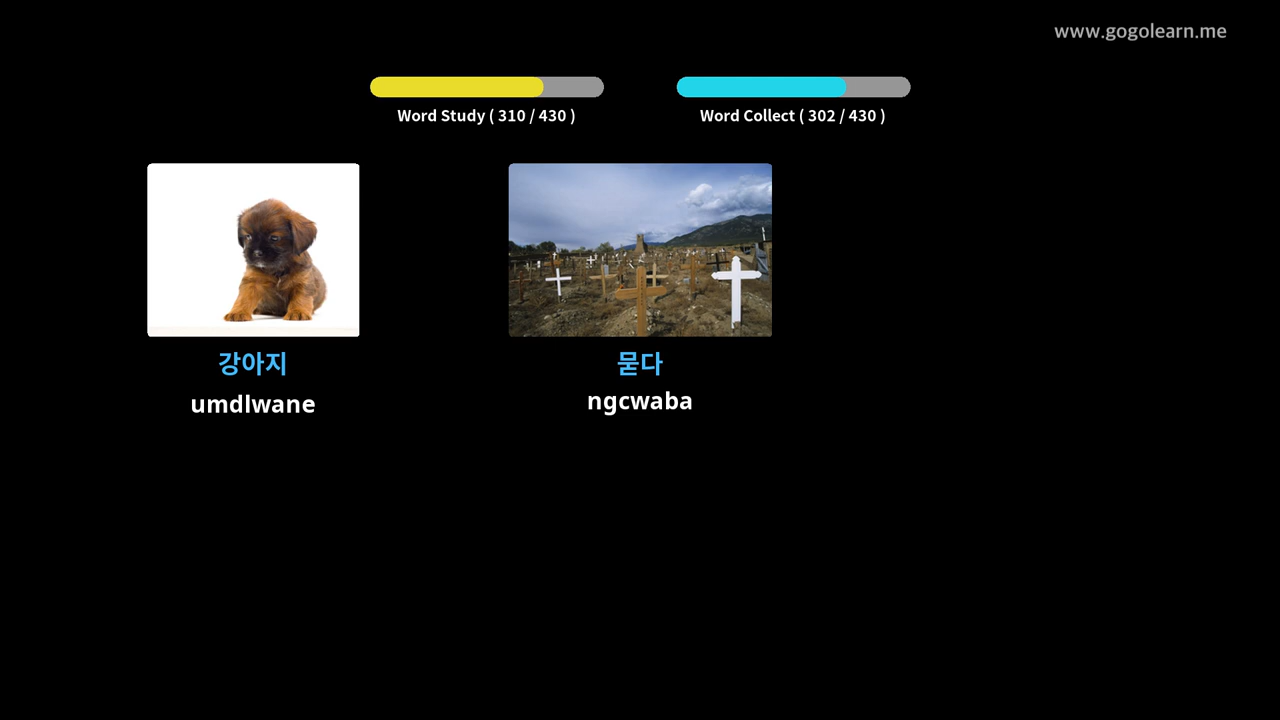 www.gogolearn.me
Word Study ( 310 / 430 )
Word Collect ( 302 / 430 )
강아지
umdlwane
묻다
ngcwaba